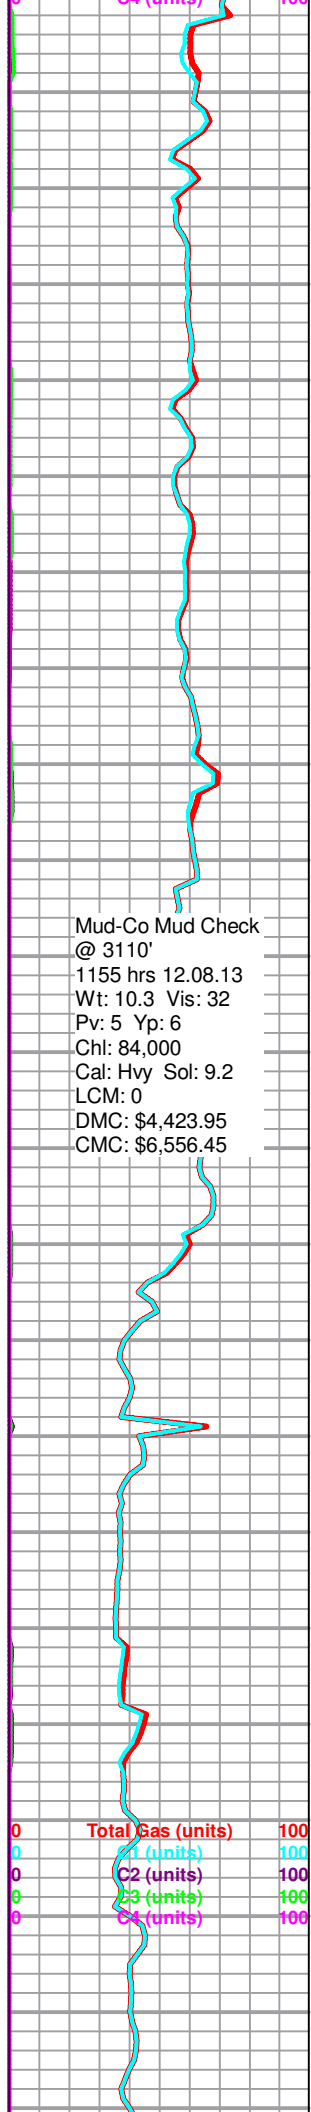 0 C4 (units) 100
Mud-Co Mud Check
@ 3110'
1155 hrs 12.08.13
Wt: 10.3 Vis: 32
Pv: 5 Yp: 6
Chl: 84,000
Cal: Hvy Sol: 9.2
LCM: 0
DMC: $4,423.95
CMC: $6,556.45
0 Total Gas (units) 100
0 C1 (units) 100
0 C2 (units) 100
0 C3 (units) 100
0 C4 (units) 100